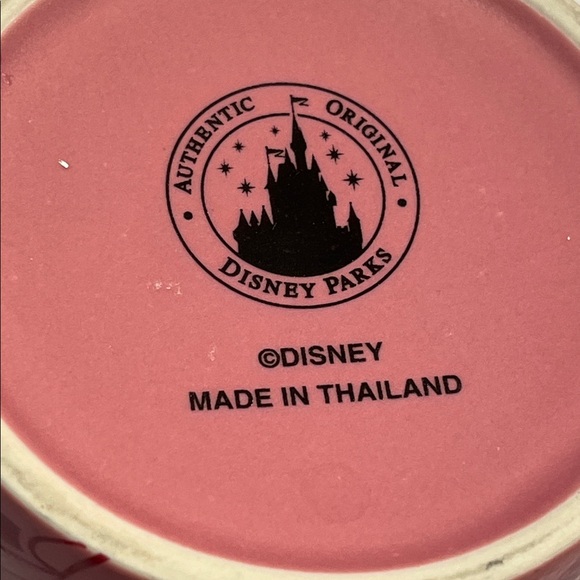 AUTHENTIC ORIGINAL
DISNEY PARKS
©DISNEY
MADE IN THAILAND